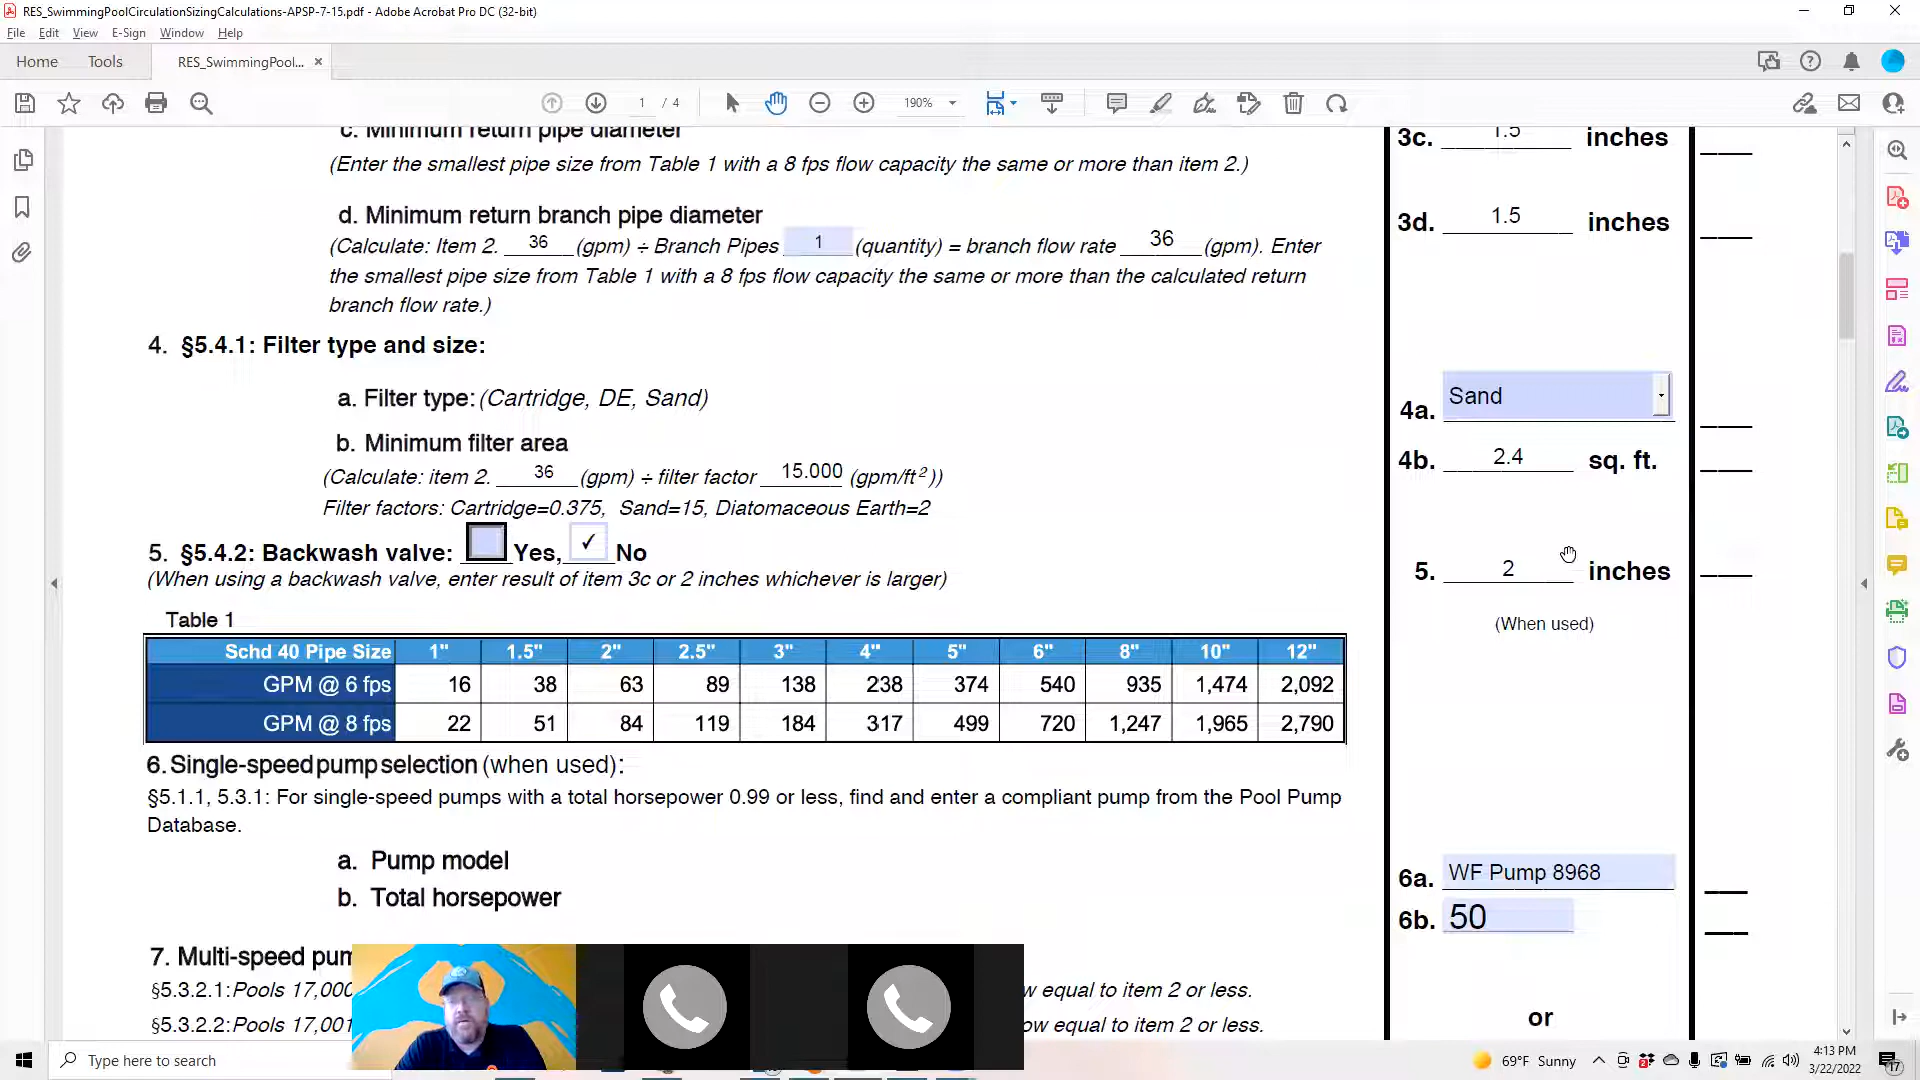 RES_SwimmingPoolCirculationSizingCalculations-APSP-7-15.pdf - Adobe Acrobat Pro DC (32-bit)
File Edit View E-Sign Window Help
Home Tools RES_SwimmingPool... ×
1 / 4 190%
c. Minimum return pipe diameter
3c. 1.5 inches
(Enter the smallest pipe size from Table 1 with a 8 fps flow capacity the same or more than item 2.)
d. Minimum return branch pipe diameter
3d. 1.5 inches
(Calculate: Item 2. 36 (gpm) ÷ Branch Pipes 1 (quantity) = branch flow rate 36 (gpm). Enter
the smallest pipe size from Table 1 with a 8 fps flow capacity the same or more than the calculated return
branch flow rate.)
4. §5.4.1: Filter type and size:
a. Filter type: (Cartridge, DE, Sand)
4a. Sand
b. Minimum filter area
4b. 2.4 sq. ft.
(Calculate: item 2. 36 (gpm) ÷ filter factor 15.000 (gpm/ft²))
Filter factors: Cartridge=0.375, Sand=15, Diatomaceous Earth=2
5. §5.4.2: Backwash valve: Yes, ✓ No
5. 2 inches
(When using a backwash valve, enter result of item 3c or 2 inches whichever is larger)
(When used)
Table 1
Schd 40 Pipe Size 1" 1.5" 2" 2.5" 3" 4" 5" 6" 8" 10" 12"
GPM @ 6 fps 16 38 63 89 138 238 374 540 935 1,474 2,092
GPM @ 8 fps 22 51 84 119 184 317 499 720 1,247 1,965 2,790
6. Single-speed pump selection (when used):
§5.1.1, 5.3.1: For single-speed pumps with a total horsepower 0.99 or less, find and enter a compliant pump from the Pool Pump
Database.
a. Pump model
6a. WF Pump 8968
b. Total horsepower
6b. 50
7. Multi-speed pum
§5.3.2.1: Pools 17,000
w equal to item 2 or less.
§5.3.2.2: Pools 17,001
ow equal to item 2 or less.
or
Type here to search
69°F Sunny
4:13 PM
3/22/2022
17